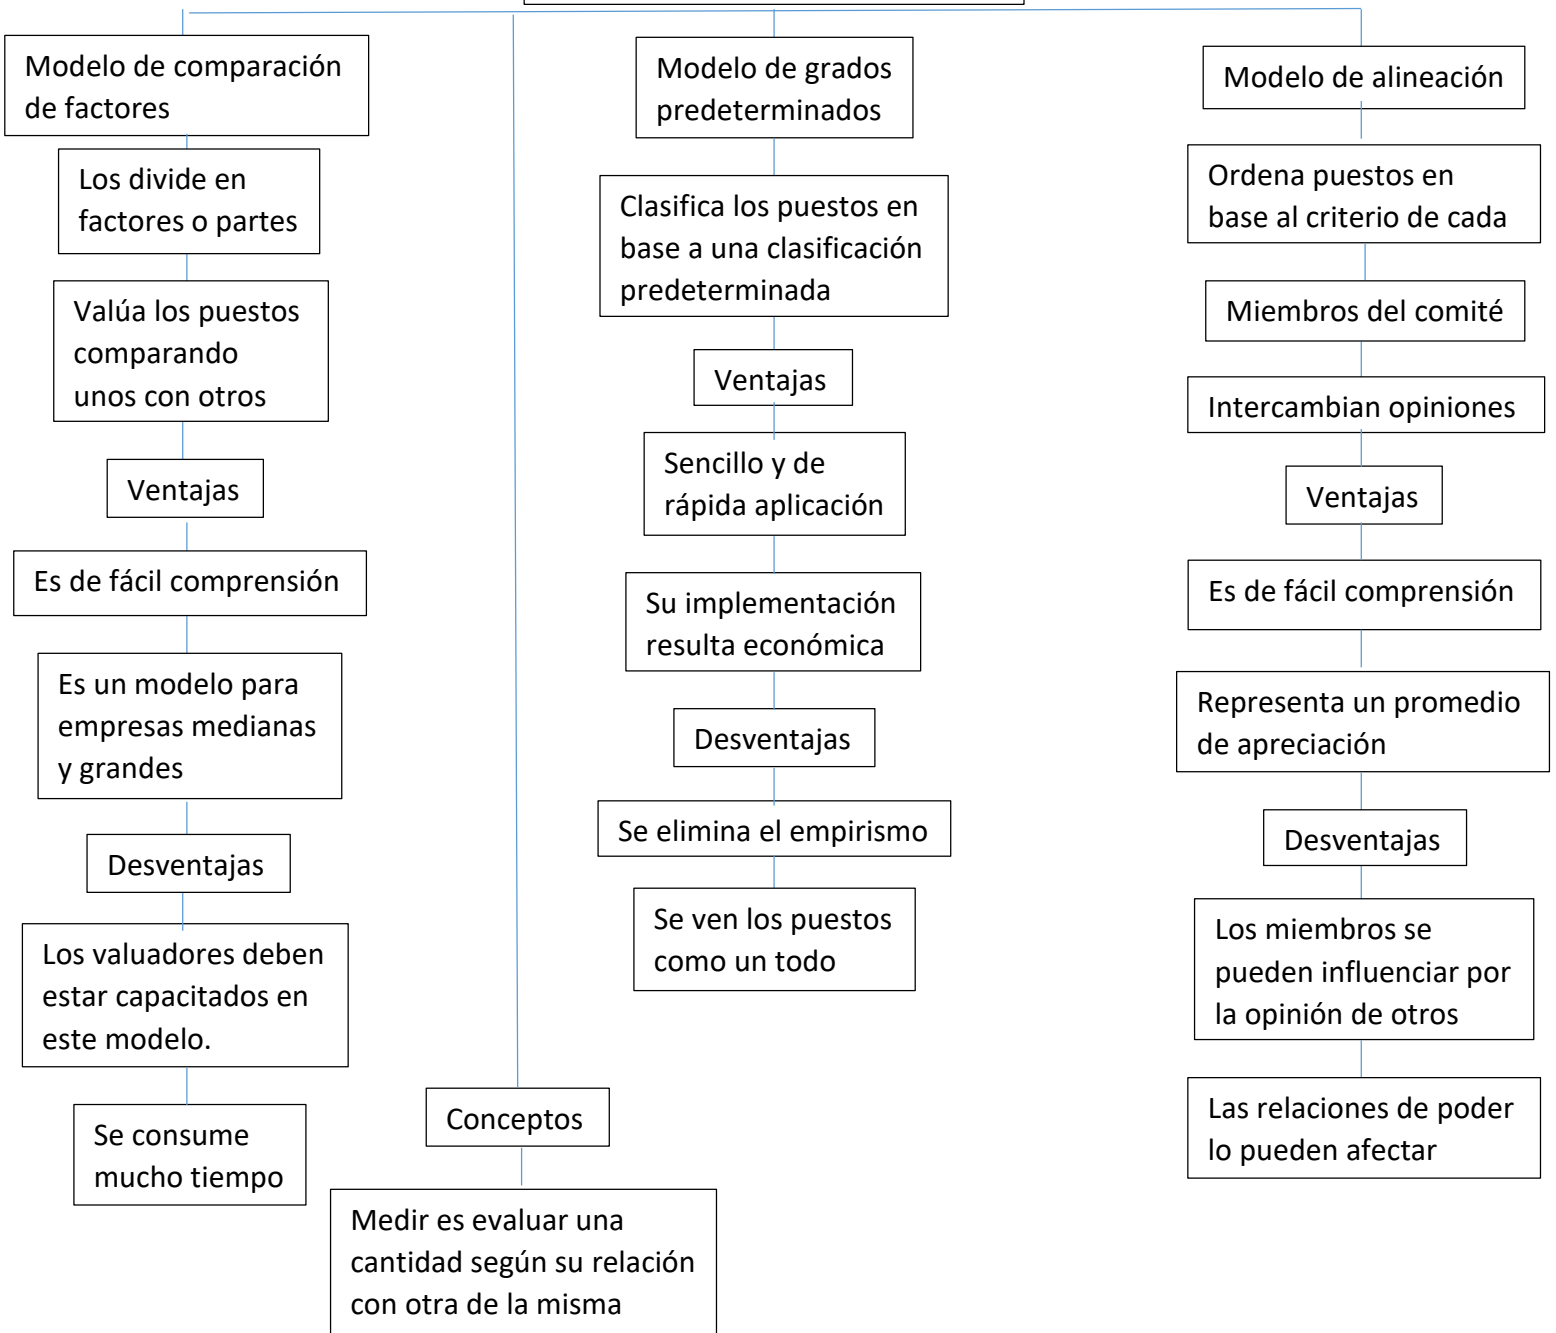 Modelo de comparación
de factores
Los divide en
factores o partes
Valúa los puestos
comparando
unos con otros
Ventajas
Es de fácil comprensión
Es un modelo para
empresas medianas
y grandes
Desventajas
Los valuadores deben
estar capacitados en
este modelo.
Se consume
mucho tiempo
Conceptos
Medir es evaluar una
cantidad según su relación
con otra de la misma
Modelo de grados
predeterminados
Clasifica los puestos en
base a una clasificación
predeterminada
Ventajas
Sencillo y de
rápida aplicación
Su implementación
resulta económica
Desventajas
Se elimina el empirismo
Se ven los puestos
como un todo
Modelo de alineación
Ordena puestos en
base al criterio de cada
Miembros del comité
Intercambian opiniones
Ventajas
Es de fácil comprensión
Representa un promedio
de apreciación
Desventajas
Los miembros se
pueden influenciar por
la opinión de otros
Las relaciones de poder
lo pueden afectar